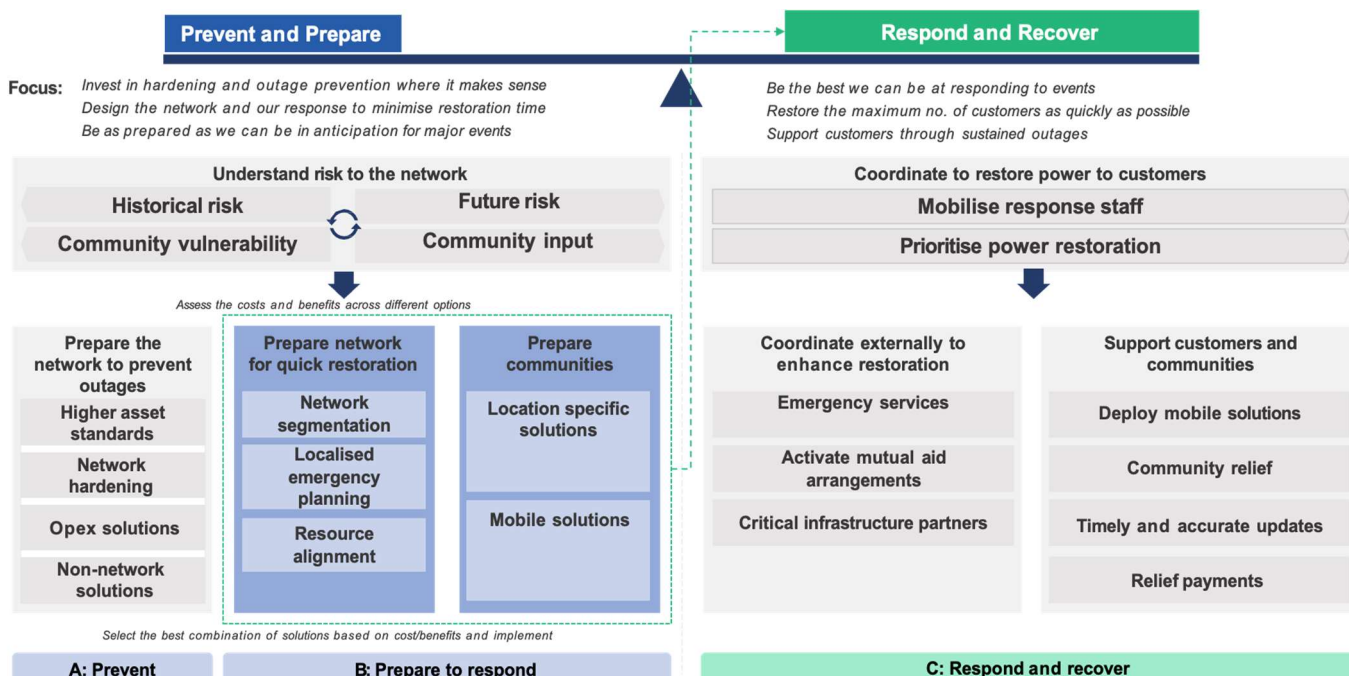 Prevent and Prepare
Respond and Recover
Focus:
Invest in hardening and outage prevention where it makes sense
Design the network and our response to minimise restoration time
Be as prepared as we can be in anticipation for major events
Be the best we can be at responding to events
Restore the maximum no. of customers as quickly as possible
Support customers through sustained outages
Understand risk to the network
Historical risk
Future risk
Community vulnerability
Community input
Coordinate to restore power to customers
Mobilise response staff
Prioritise power restoration
Assess the costs and benefits across different options
Prepare the
network to prevent
outages
Higher asset
standards
Network
hardening
Opex solutions
Non-network
solutions
Prepare network
for quick restoration
Network
segmentation
Localised
emergency
planning
Resource
alignment
Prepare
communities
Location specific
solutions
Mobile solutions
Coordinate externally to
enhance restoration
Emergency services
Activate mutual aid
arrangements
Critical infrastructure partners
Support customers and
communities
Deploy mobile solutions
Community relief
Timely and accurate updates
Relief payments
Select the best combination of solutions based on cost/benefits and implement
A: Prevent
B: Prepare to respond
C: Respond and recover